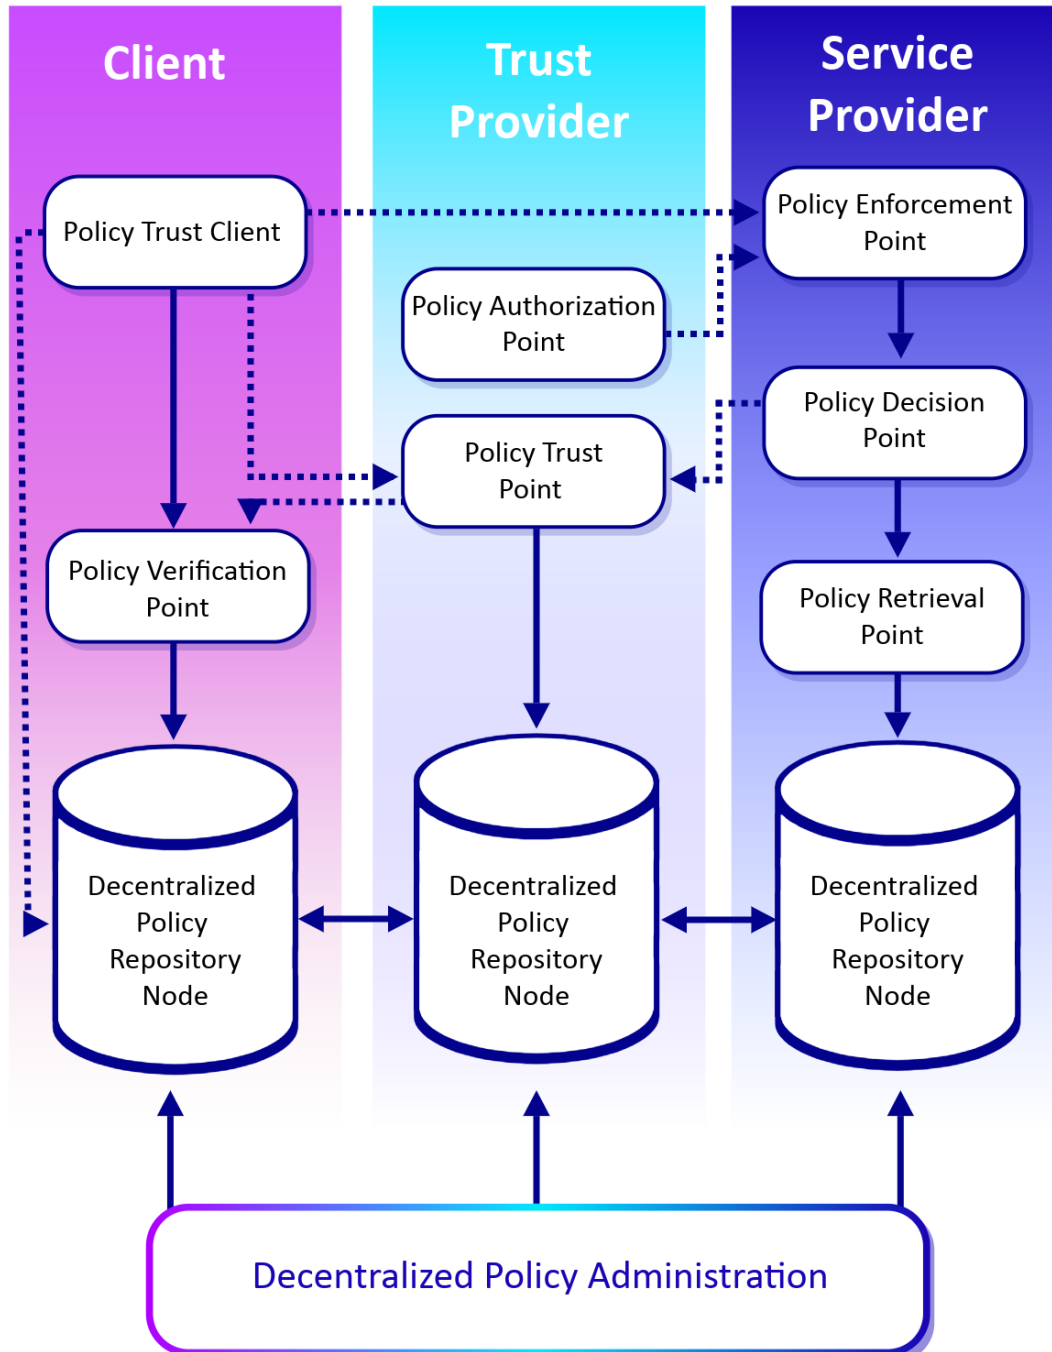 Client
Trust
Provider
Service
Provider
Policy Trust Client
Policy Enforcement
Point
Policy Authorization
Point
Policy Decision
Point
Policy Trust
Point
Policy Verification
Point
Policy Retrieval
Point
Decentralized
Policy
Repository
Node
Decentralized
Policy
Repository
Node
Decentralized
Policy
Repository
Node
Decentralized Policy Administration